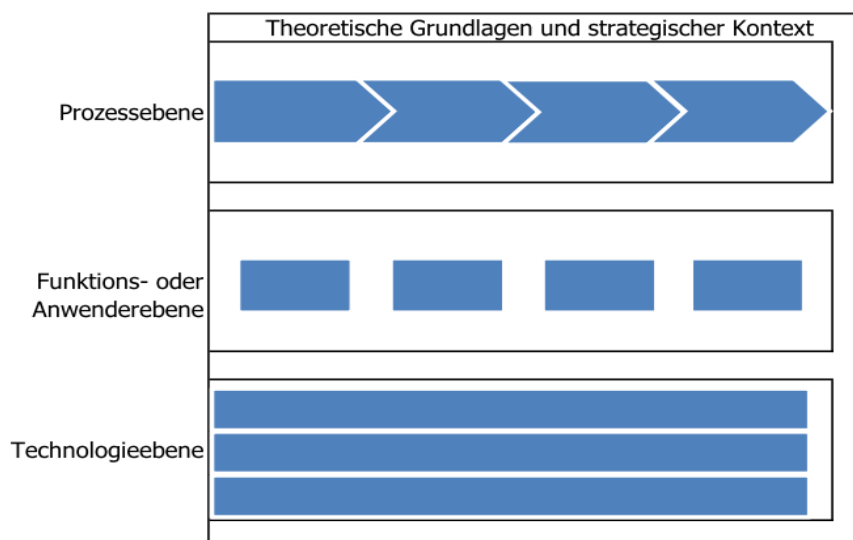 Theoretische Grundlagen und strategischer Kontext
Prozessebene
Funktions- oder
Anwenderebene
Technologieebene